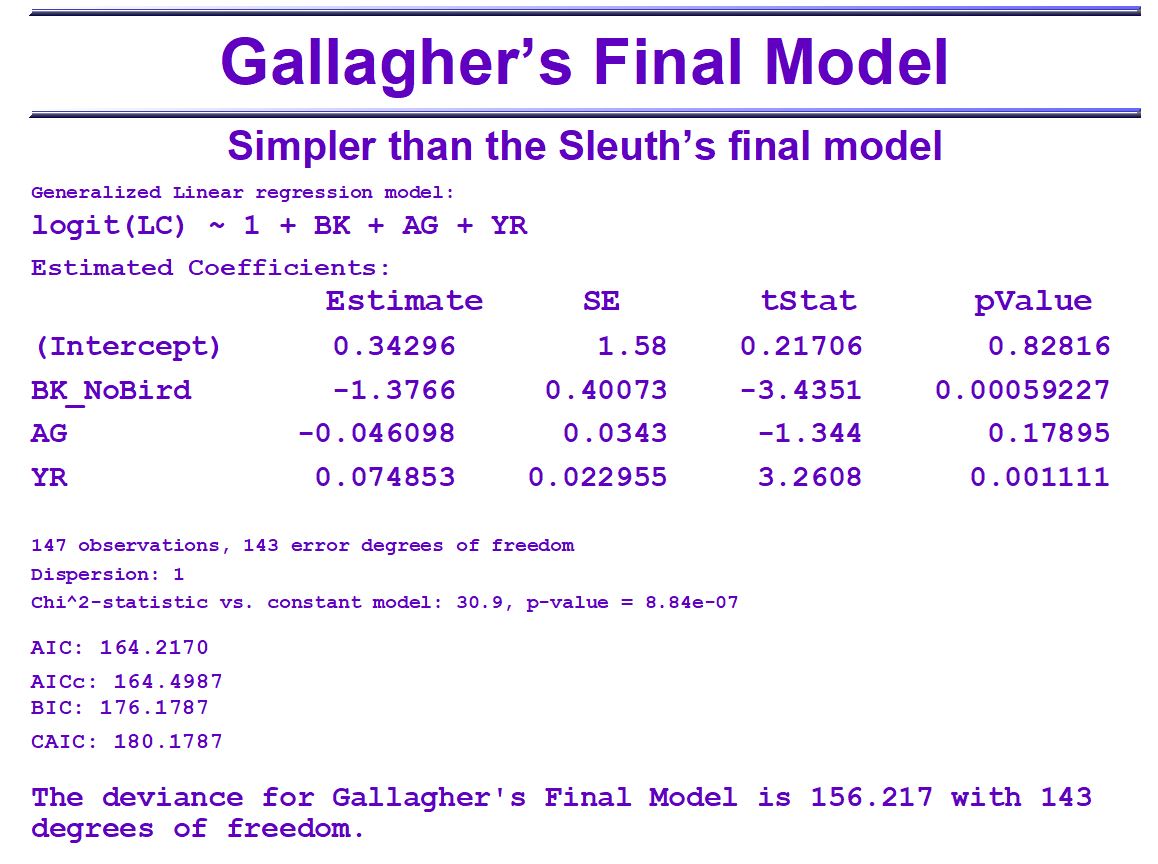 Gallagher’s Final Model
Simpler than the Sleuth’s final model
Generalized Linear regression model:
logit(LC) ~ 1 + BK + AG + YR
Estimated Coefficients:
Estimate SE tStat pValue
(Intercept) 0.34296 1.58 0.21706 0.82816
BK_NoBird -1.3766 0.40073 -3.4351 0.00059227
AG -0.046098 0.0343 -1.344 0.17895
YR 0.074853 0.022955 3.2608 0.001111
147 observations, 143 error degrees of freedom
Dispersion: 1
Chi^2-statistic vs. constant model: 30.9, p-value = 8.84e-07
AIC: 164.2170
AICc: 164.4987
BIC: 176.1787
CAIC: 180.1787
The deviance for Gallagher's Final Model is 156.217 with 143
degrees of freedom.